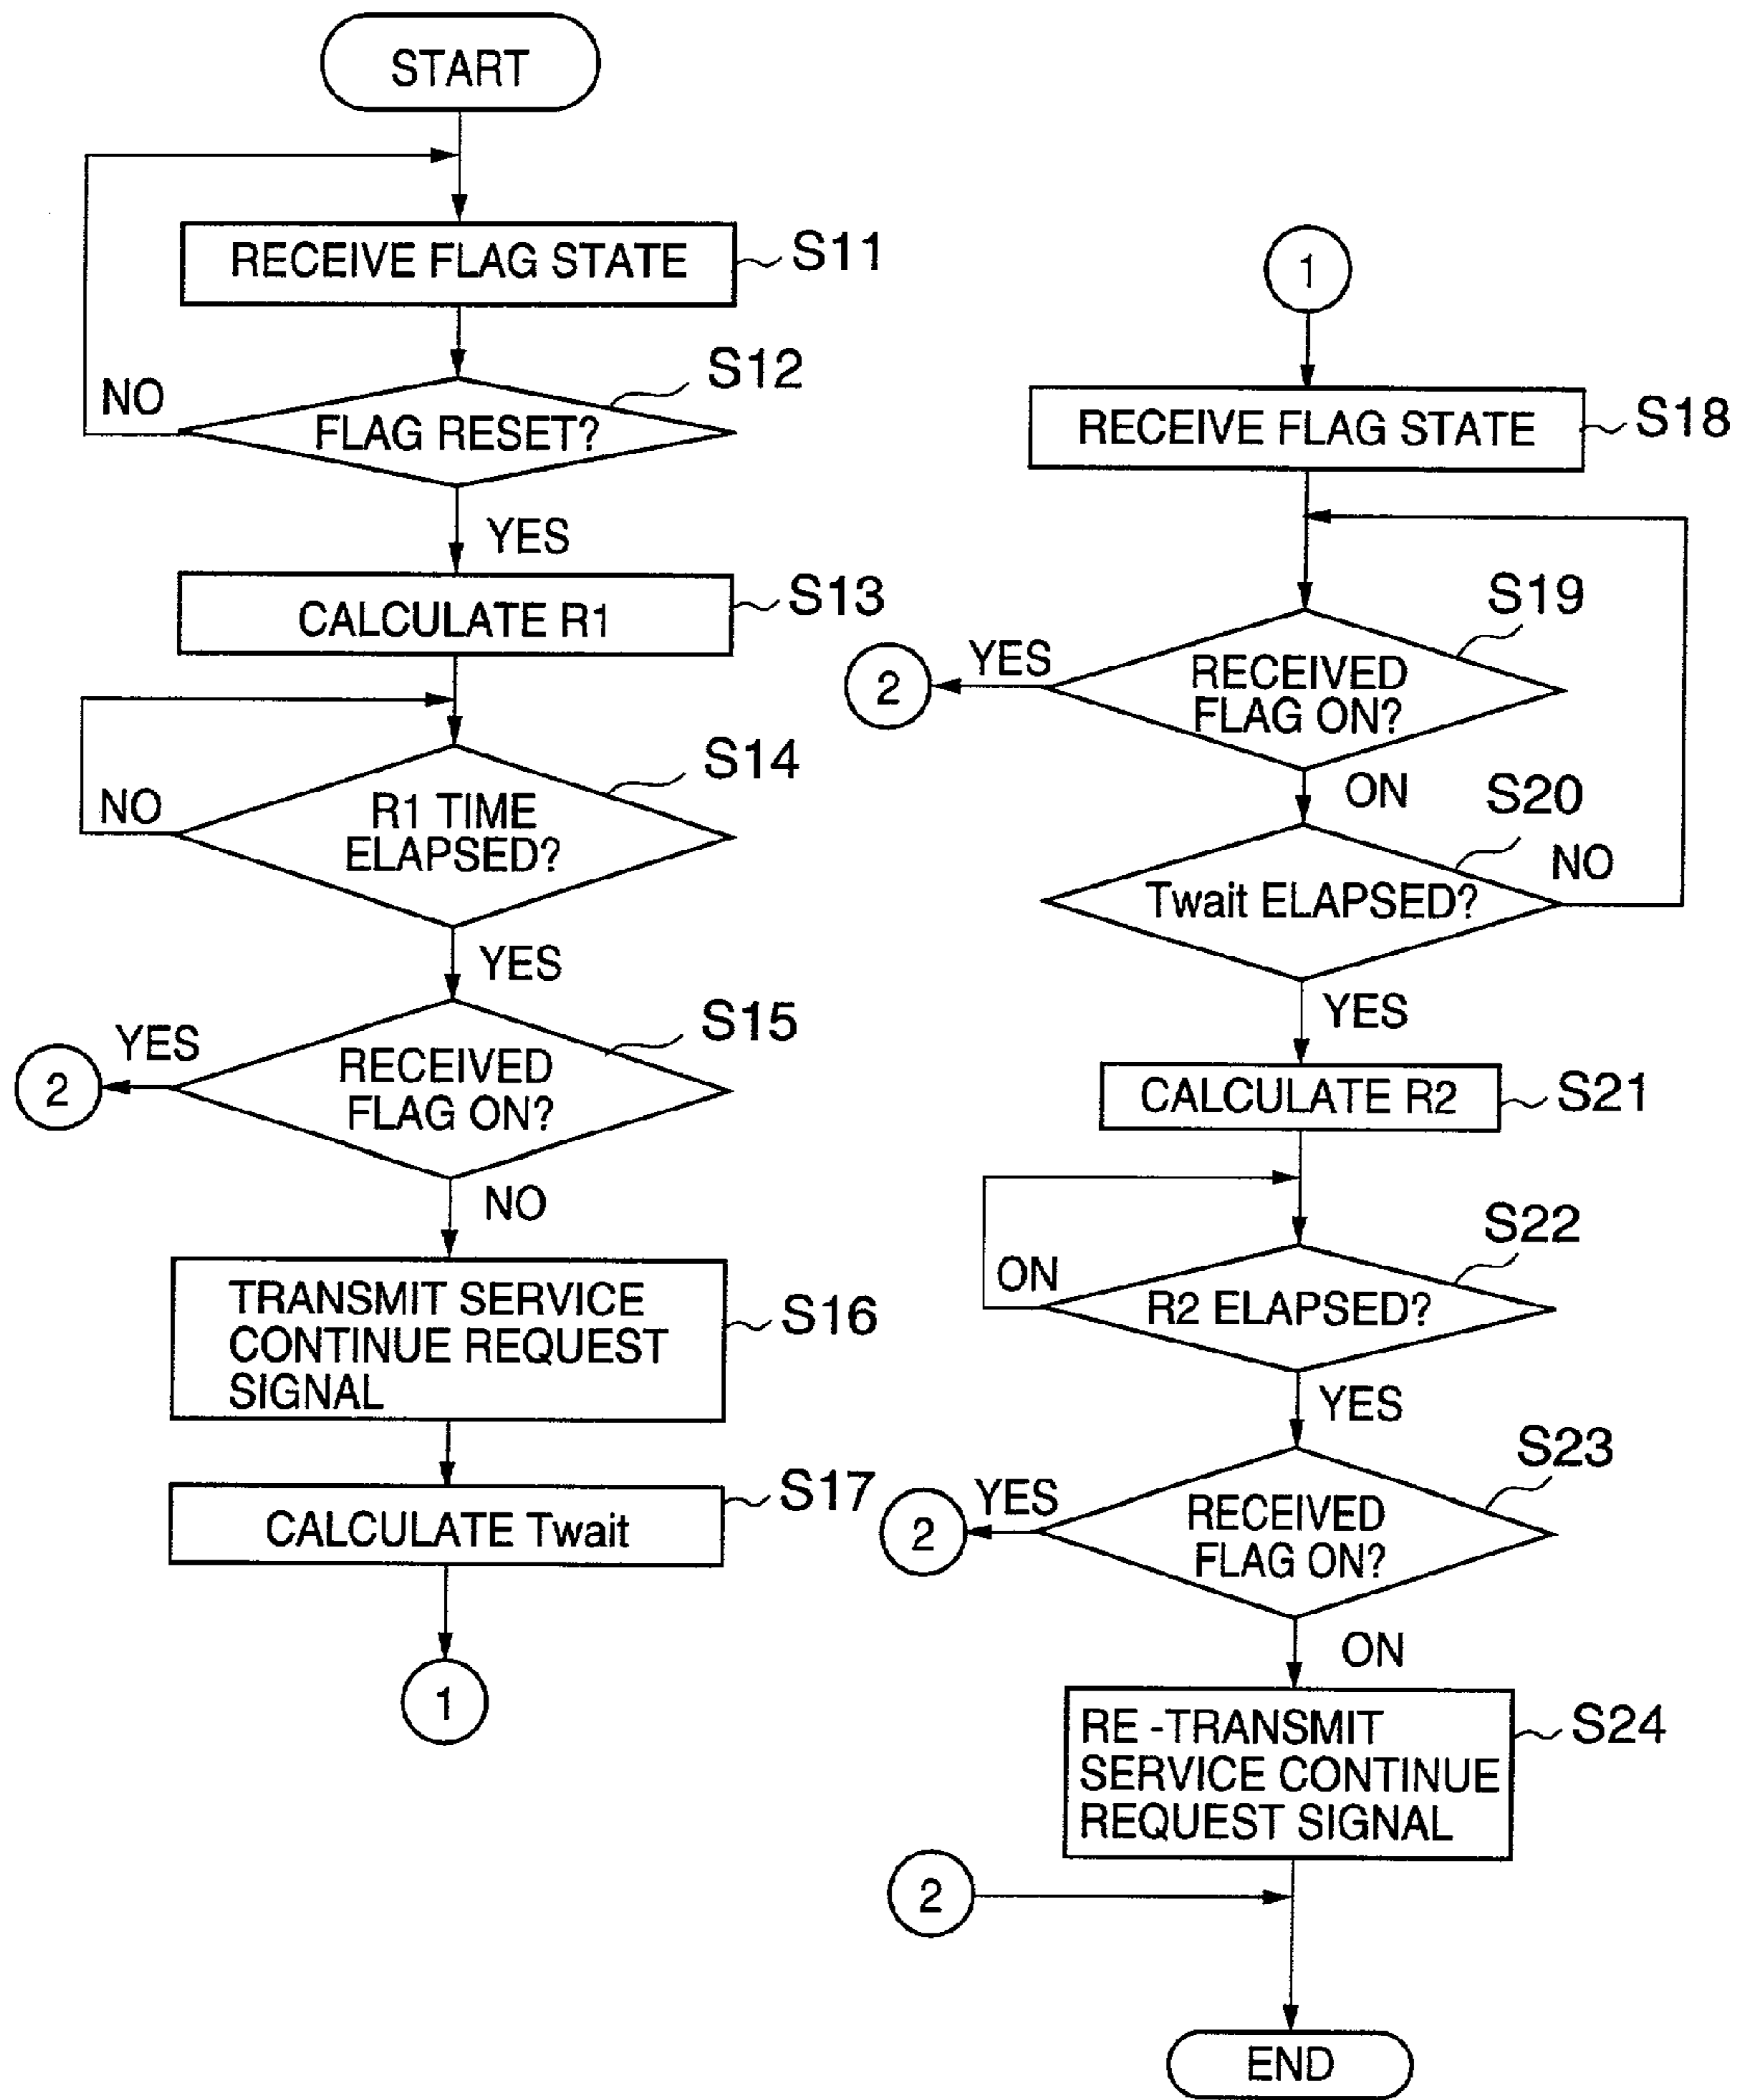 START
RECEIVE FLAG STATE
S11
S12
NO
FLAG RESET?
YES
CALCULATE R1
S13
S14
NO
R1 TIME
ELAPSED?
YES
S15
YES
2
RECEIVED
FLAG ON?
NO
TRANSMIT SERVICE
CONTINUE REQUEST
SIGNAL
S16
CALCULATE Twait
S17
1
1
RECEIVE FLAG STATE
S18
S19
YES
2
RECEIVED
FLAG ON?
ON
S20
NO
Twait ELAPSED?
YES
CALCULATE R2
S21
S22
ON
R2 ELAPSED?
YES
S23
YES
2
RECEIVED
FLAG ON?
ON
RE -TRANSMIT
SERVICE CONTINUE
REQUEST SIGNAL
S24
2
END